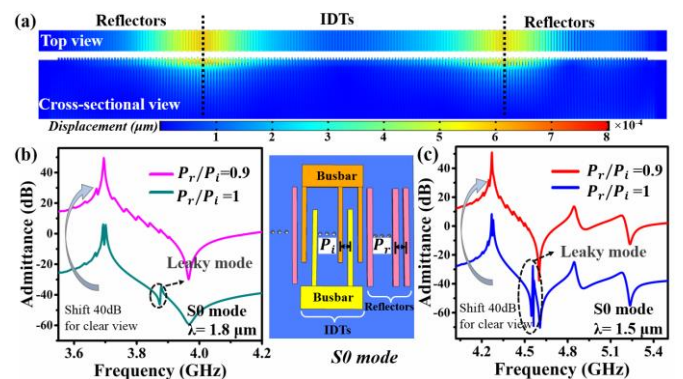 (a) Reflectors IDTs Reflectors
Top view
Cross-sectional view
Displacement (μm) 1 2 3 4 5 6 7 8 ×10⁻⁴
(b)
Admittance (dB)
60
40
20
0
-20
-40
-60
P_r/P_i=0.9
P_r/P_i=1
Leaky mode
Shift 40dB
for clear view
S0 mode
λ= 1.8 μm
3.6 3.8 4.0 4.2
Frequency (GHz)
Busbar
P_i P_r
Busbar
IDTs
Reflectors
S0 mode
(c)
Admittance (dB)
40
20
0
-20
-40
-60
P_r/P_i=0.9
P_r/P_i=1
Leaky mode
Shift 40dB
for clear view
S0 mode
λ= 1.5 μm
4.2 4.5 4.8 5.1 5.4
Frequency (GHz)